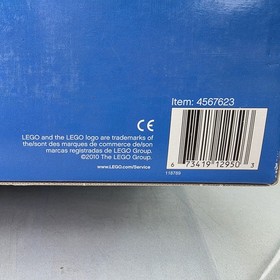 Item: 4567623
CE
LEGO and the LEGO logo are trademarks of
the/sont des marques de commerce de/son
marcas registradas de LEGO Group.
©2010 The LEGO Group.
www.LEGO.com/Service
6 73419 12950 3
118789